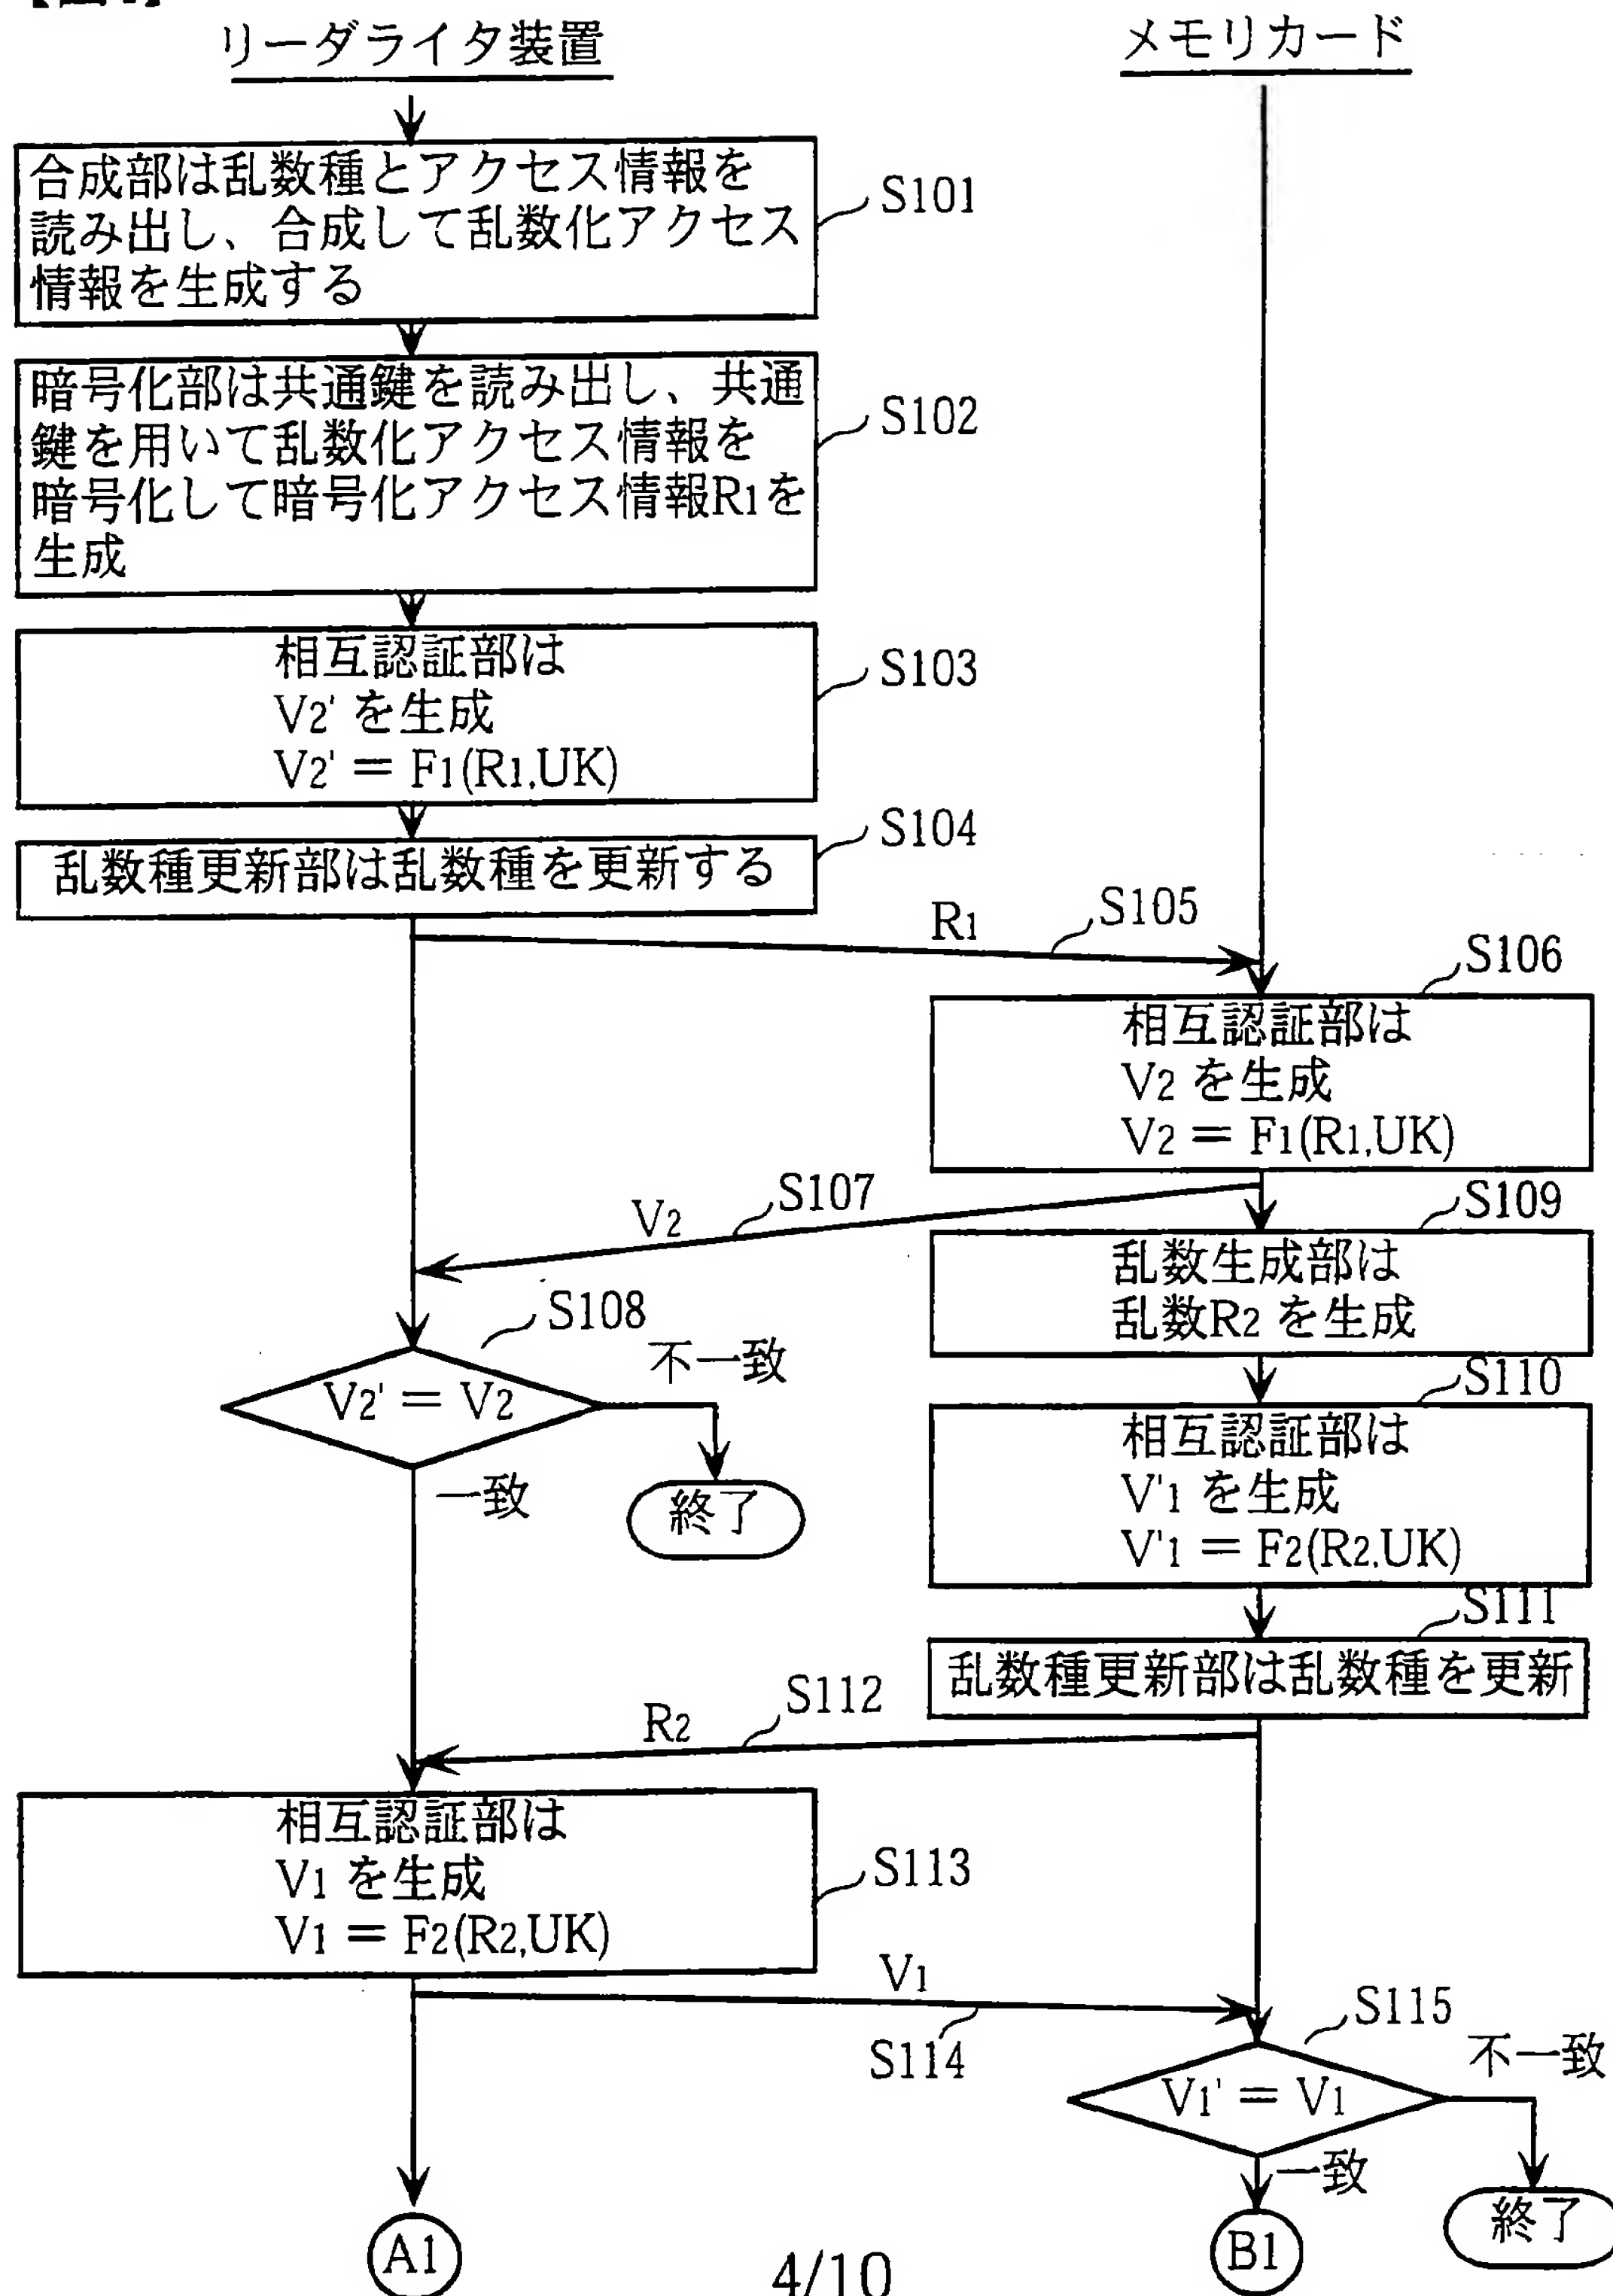 リーダライタ装置
メモリカード
合成部は乱数種とアクセス情報を
読み出し、合成して乱数化アクセス
情報を生成する
S101
暗号化部は共通鍵を読み出し、共通
鍵を用いて乱数化アクセス情報を
暗号化して暗号化アクセス情報R1を
生成
S102
相互認証部は
V2' を生成
V2' = F1(R1,UK)
S103
乱数種更新部は乱数種を更新する
S104
R1
S105
S106
相互認証部は
V2 を生成
V2 = F1(R1,UK)
V2
S107
S109
乱数生成部は
乱数R2 を生成
S108
V2' = V2
不一致
一致
終了
S110
相互認証部は
V'1 を生成
V'1 = F2(R2,UK)
S111
乱数種更新部は乱数種を更新
R2
S112
相互認証部は
V1 を生成
V1 = F2(R2,UK)
S113
V1
S114
S115
V1' = V1
不一致
一致
終了
A1
B1
4/10